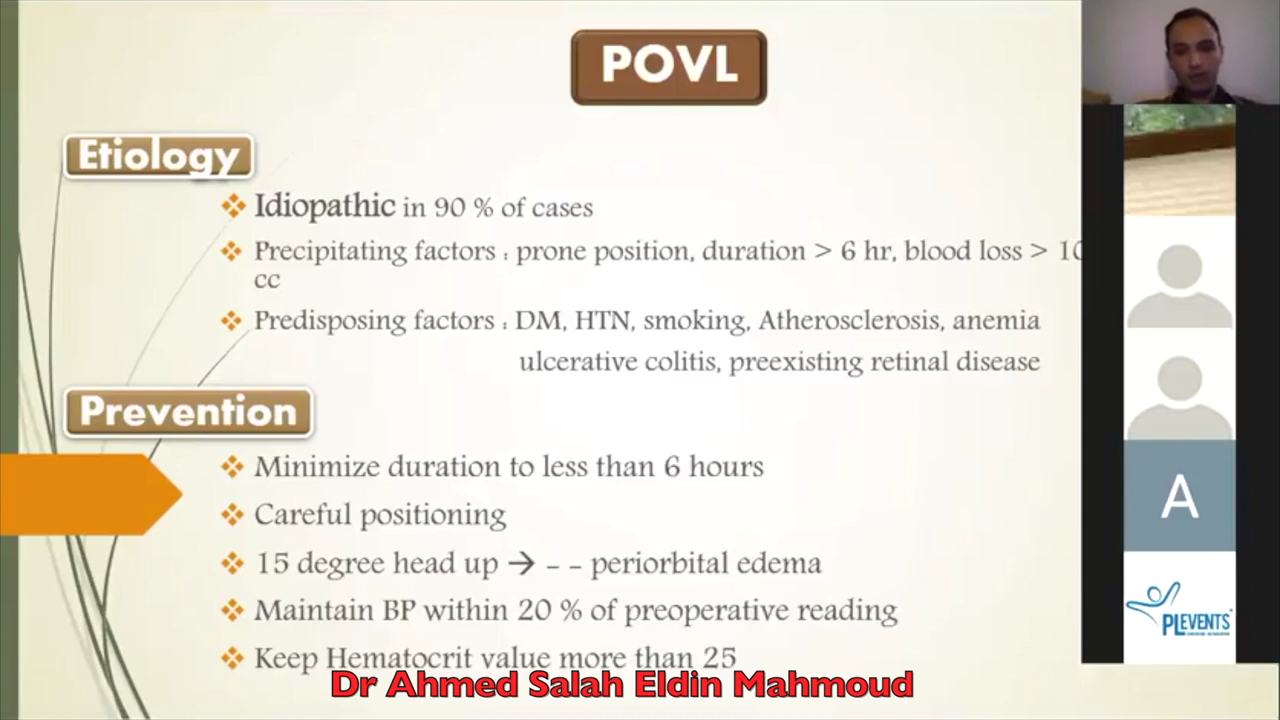 POVL
Etiology
Idiopathic in 90 % of cases
Precipitating factors : prone position, duration > 6 hr, blood loss > 10
cc
Predisposing factors : DM, HTN, smoking, Atherosclerosis, anemia
ulcerative colitis, preexisting retinal disease
Prevention
Minimize duration to less than 6 hours
Careful positioning
15 degree head up → - - periorbital edema
Maintain BP within 20 % of preoperative reading
Keep Hematocrit value more than 25
Dr Ahmed Salah Eldin Mahmoud
A
PLEVENTS